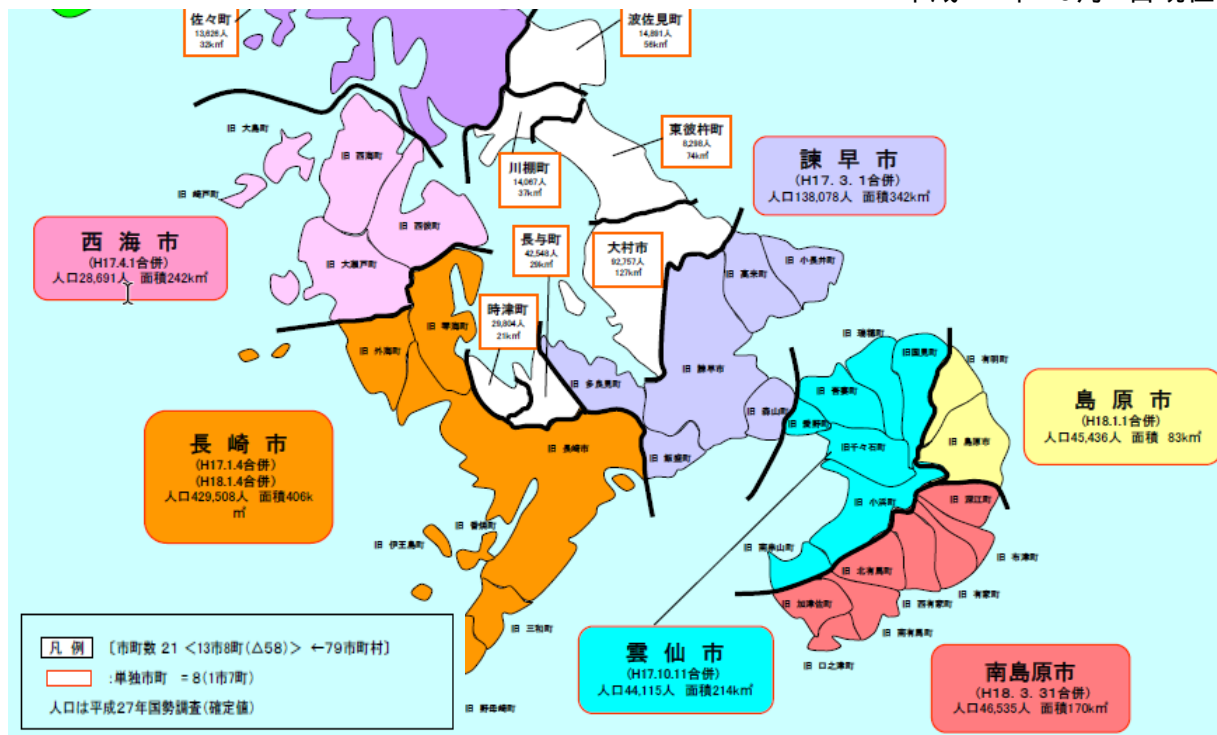 佐々町
13,626人
32km²
波佐見町
14,891人
56km²
旧 大島町
旧 西海町
東彼杵町
8,298人
74km²
諫 早 市
(H17. 3. 1合併)
人口138,078人 面積342k㎡
川棚町
14,067人
37km²
旧 崎戸町
旧 西彼町
西 海 市
(H17.4.1合併)
人口28,691人 面積242k㎡
長与町
42,548人
29km²
大村市
92,757人
127km²
旧 大瀬戸町
旧 高来町
旧 小長井町
時津町
29,804人
21km²
旧 琴海町
旧 外海町
旧 瑞穂町
旧国見町
旧 有明町
旧 多良見町
旧 諫早市
旧 吾妻町
旧 森山町
旧 愛野町
島 原 市
(H18.1.1合併)
人口45,436人 面積 83k㎡
長 崎 市
(H17.1.4合併)
(H18.1.4合併)
人口429,508人 面積406k
㎡
旧 長崎市
旧 飯盛町
旧千々石町
旧 島原市
旧 小浜町
旧 深江町
旧 香焼町
旧 伊王島町
旧 南串山町
旧 布津町
旧 北有馬町
旧 有家町
旧 加津佐町
旧 西有家町
旧 三和町
旧 南有馬町
旧 口之津町
凡 例 〔市町数 21 <13市8町(△58)> ←79市町村〕
:単独市町 =8(1市7町)
人口は平成27年国勢調査(確定値)
雲 仙 市
(H17.10.11合併)
人口44,115人 面積214k㎡
南島原市
(H18. 3. 31合併)
人口46,535人 面積170k㎡
旧 野母崎町